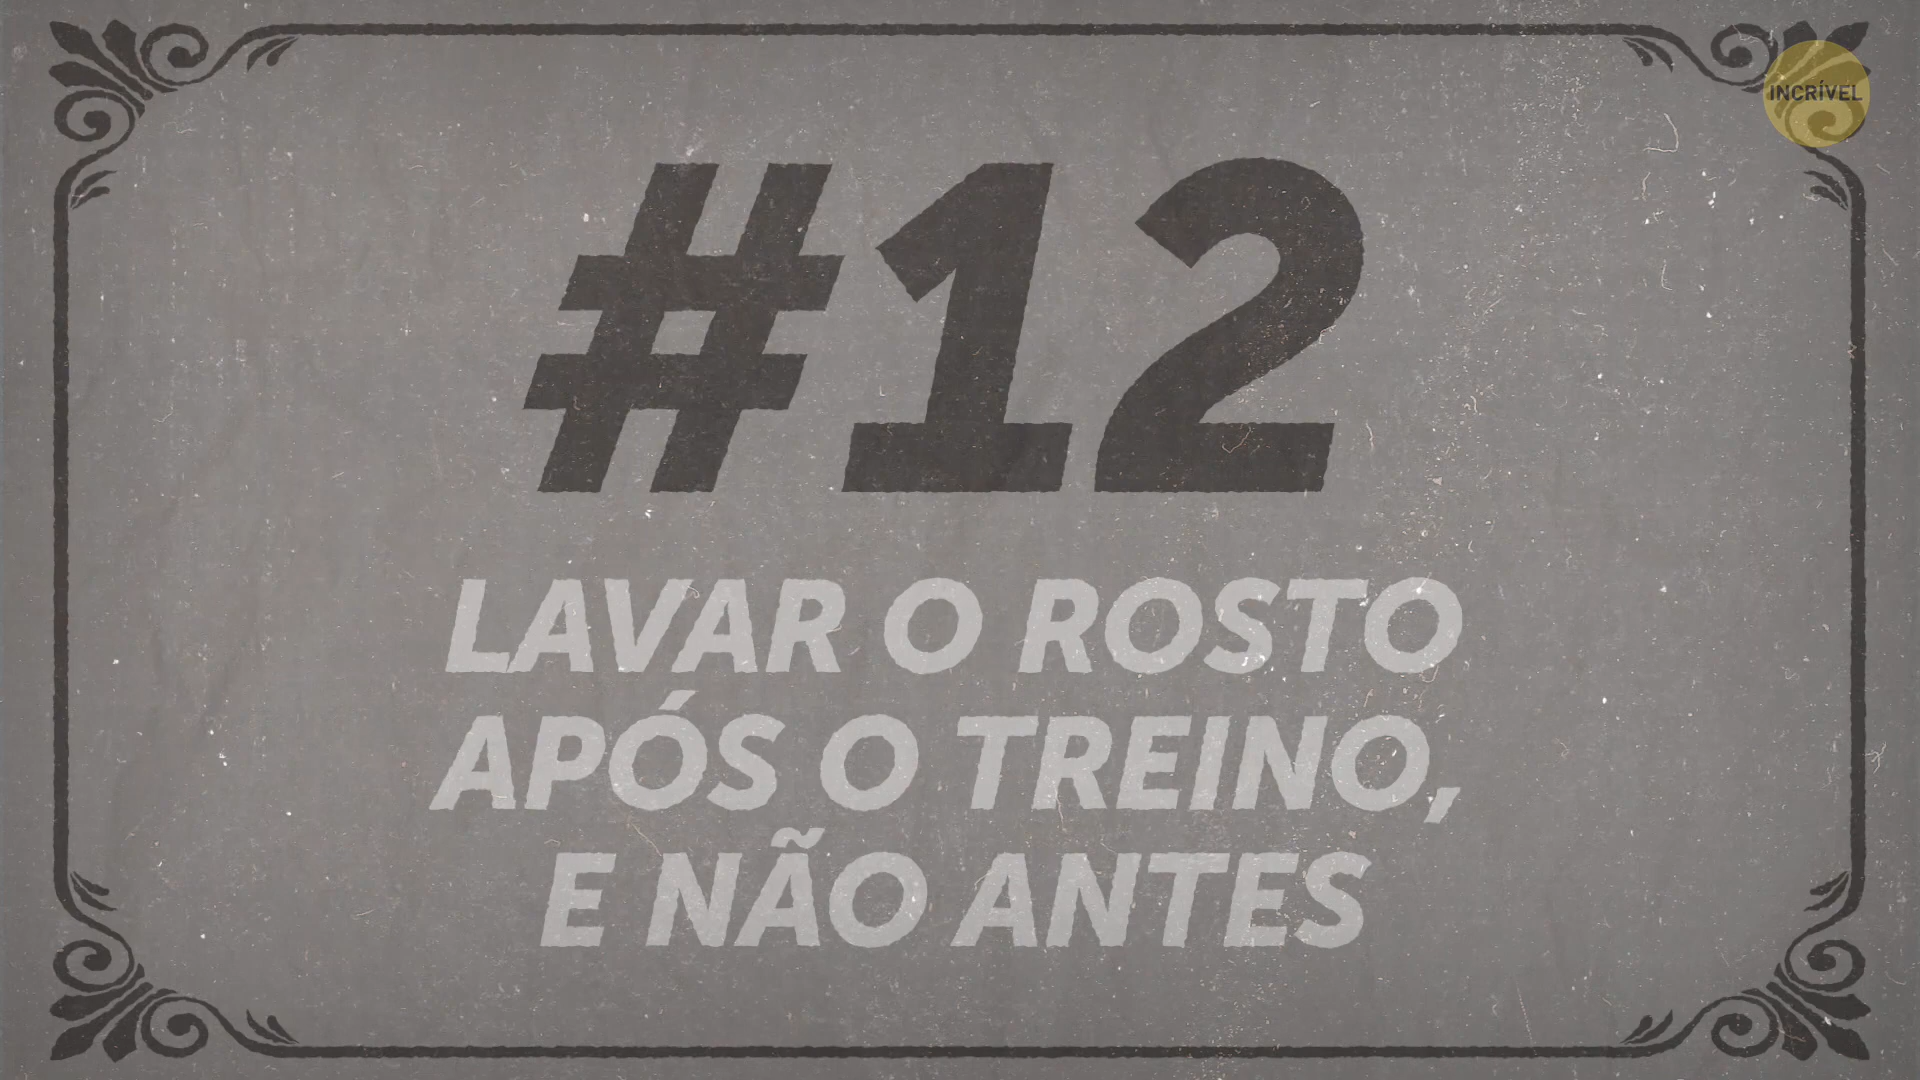 INCRÍVEL
#12
LAVAR O ROSTO
APÓS O TREINO,
E NÃO ANTES